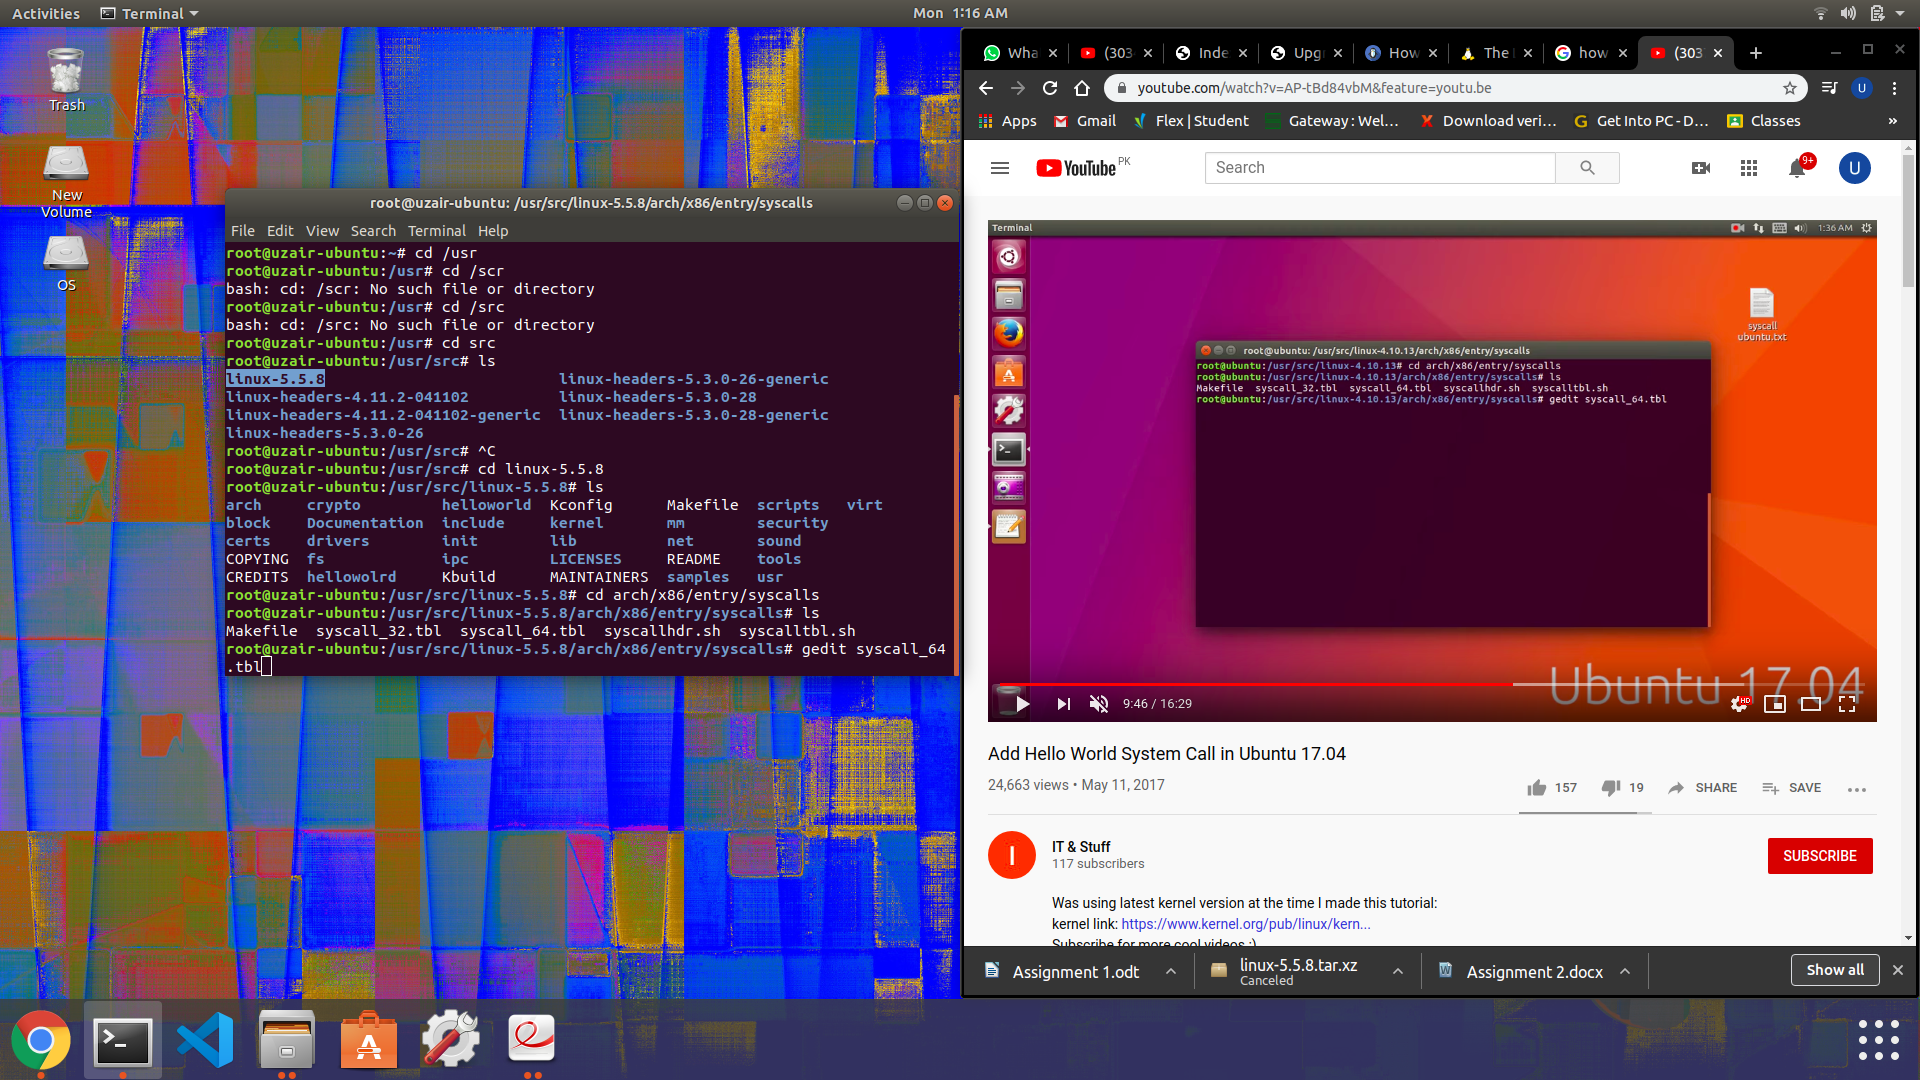 Activities
Terminal
Mon 1:16 AM
Trash
New
Volume
OS
root@uzair-ubuntu: /usr/src/linux-5.5.8/arch/x86/entry/syscalls
File Edit View Search Terminal Help
root@uzair-ubuntu:~# cd /usr
root@uzair-ubuntu:/usr# cd /scr
bash: cd: /scr: No such file or directory
root@uzair-ubuntu:/usr# cd /src
bash: cd: /src: No such file or directory
root@uzair-ubuntu:/usr# cd src
root@uzair-ubuntu:/usr/src# ls
linux-5.5.8 linux-headers-5.3.0-26-generic
linux-headers-4.11.2-041102 linux-headers-5.3.0-28
linux-headers-4.11.2-041102-generic linux-headers-5.3.0-28-generic
linux-headers-5.3.0-26
root@uzair-ubuntu:/usr/src# ^C
root@uzair-ubuntu:/usr/src# cd linux-5.5.8
root@uzair-ubuntu:/usr/src/linux-5.5.8# ls
arch crypto helloworld Kconfig Makefile scripts virt
block Documentation include kernel mm security
certs drivers init lib net sound
COPYING fs ipc LICENSES README tools
CREDITS hellowolrd Kbuild MAINTAINERS samples usr
root@uzair-ubuntu:/usr/src/linux-5.5.8# cd arch/x86/entry/syscalls
root@uzair-ubuntu:/usr/src/linux-5.5.8/arch/x86/entry/syscalls# ls
Makefile syscall_32.tbl syscall_64.tbl syscallhdr.sh syscalltbl.sh
root@uzair-ubuntu:/usr/src/linux-5.5.8/arch/x86/entry/syscalls# gedit syscall_64
.tbl
Wha (303 Inde Upg How The how (303
youtube.com/watch?v=AP-tBd84vbM&feature=youtu.be
U
Apps Gmail Flex | Student Gateway : Wel... Download veri... Get Into PC - D... Classes »
YouTube PK
Search
9+
U
Terminal
1:36 AM
syscall
ubuntu.txt
root@ubuntu: /usr/src/linux-4.10.13/arch/x86/entry/syscalls
root@ubuntu:/usr/src/linux-4.10.13# cd arch/x86/entry/syscalls
root@ubuntu:/usr/src/linux-4.10.13/arch/x86/entry/syscalls# ls
Makefile syscall_32.tbl syscall_64.tbl syscallhdr.sh syscalltbl.sh
root@ubuntu:/usr/src/linux-4.10.13/arch/x86/entry/syscalls# gedit syscall_64.tbl
Ubuntu 17.04
9:46 / 16:29
HD
Add Hello World System Call in Ubuntu 17.04
24,663 views • May 11, 2017
157 19 SHARE SAVE
I
IT & Stuff
117 subscribers
SUBSCRIBE
Was using latest kernel version at the time I made this tutorial:
kernel link: https://www.kernel.org/pub/linux/kern...
Subscribe for more cool videos :)
Assignment 1.odt
linux-5.5.8.tar.xz
Canceled
Assignment 2.docx
Show all